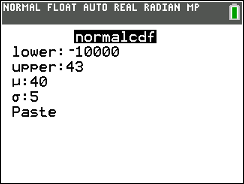 NORMAL FLOAT AUTO REAL RADIAN MP
normalcdf
lower: -10000
upper:43
μ:40
σ:5
Paste